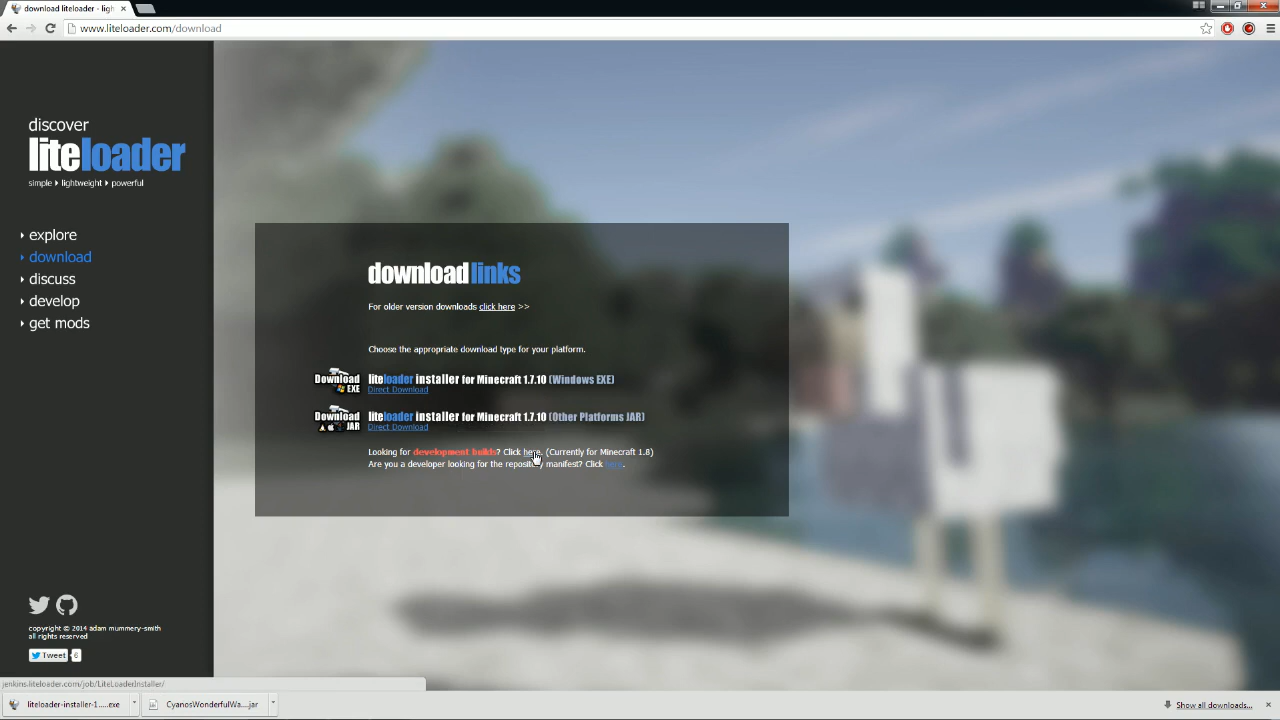 download liteloader - ligh
www.liteloader.com/download
discover
liteloader
simple lightweight powerful
explore
download
discuss
develop
get mods
downloadlinks
For older version downloads click here >>
Choose the appropriate download type for your platform.
Download EXE
liteloader installer for Minecraft 1.7.10 (Windows EXE)
Direct Download
Download JAR
liteloader installer for Minecraft 1.7.10 (Other Platforms JAR)
Direct Download
Looking for development builds? Click here. (Currently for Minecraft 1.8)
Are you a developer looking for the repository manifest? Click here.
copyright © 2014 adam mummery-smith
all rights reserved
Tweet 6
jenkins.liteloader.com/job/LiteLoaderInstaller/
liteloader-installer-1.....exe
CyanosWonderfulWa....jar
Show all downloads...